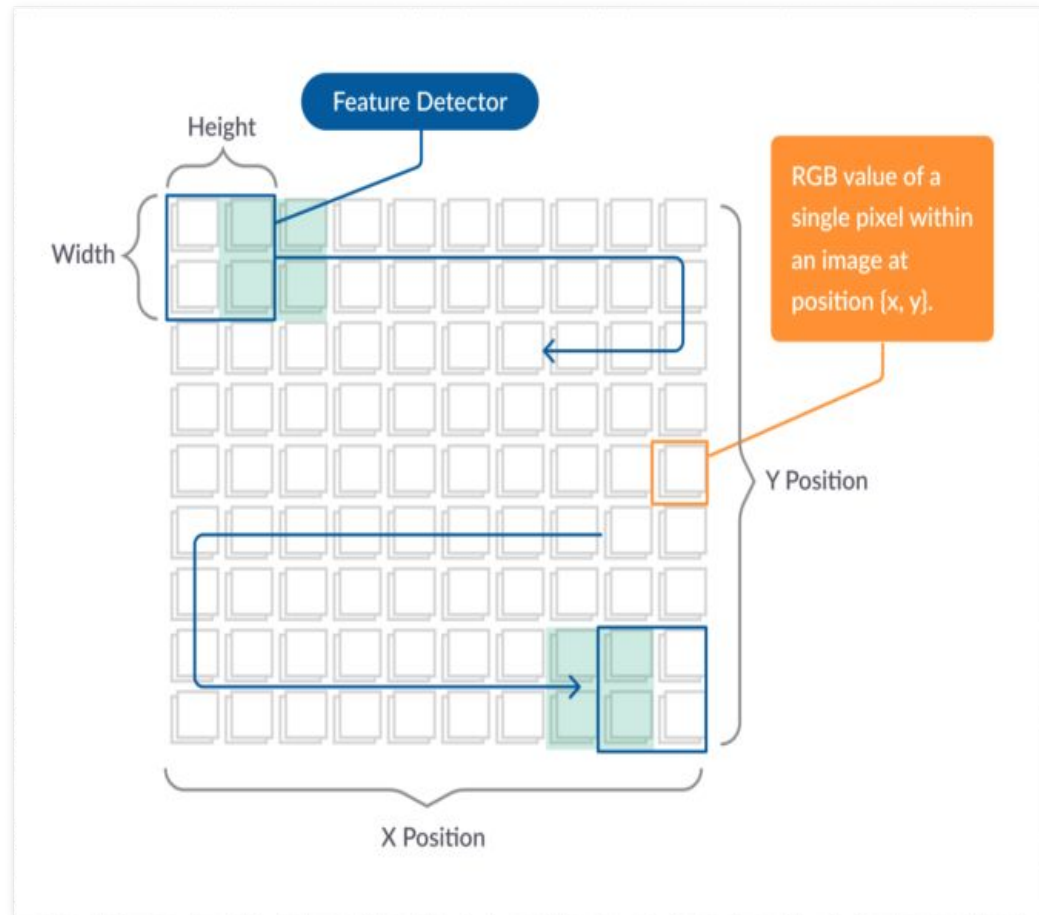 Feature Detector
Height
Width
RGB value of a
single pixel within
an image at
position {x, y}.
Y Position
X Position